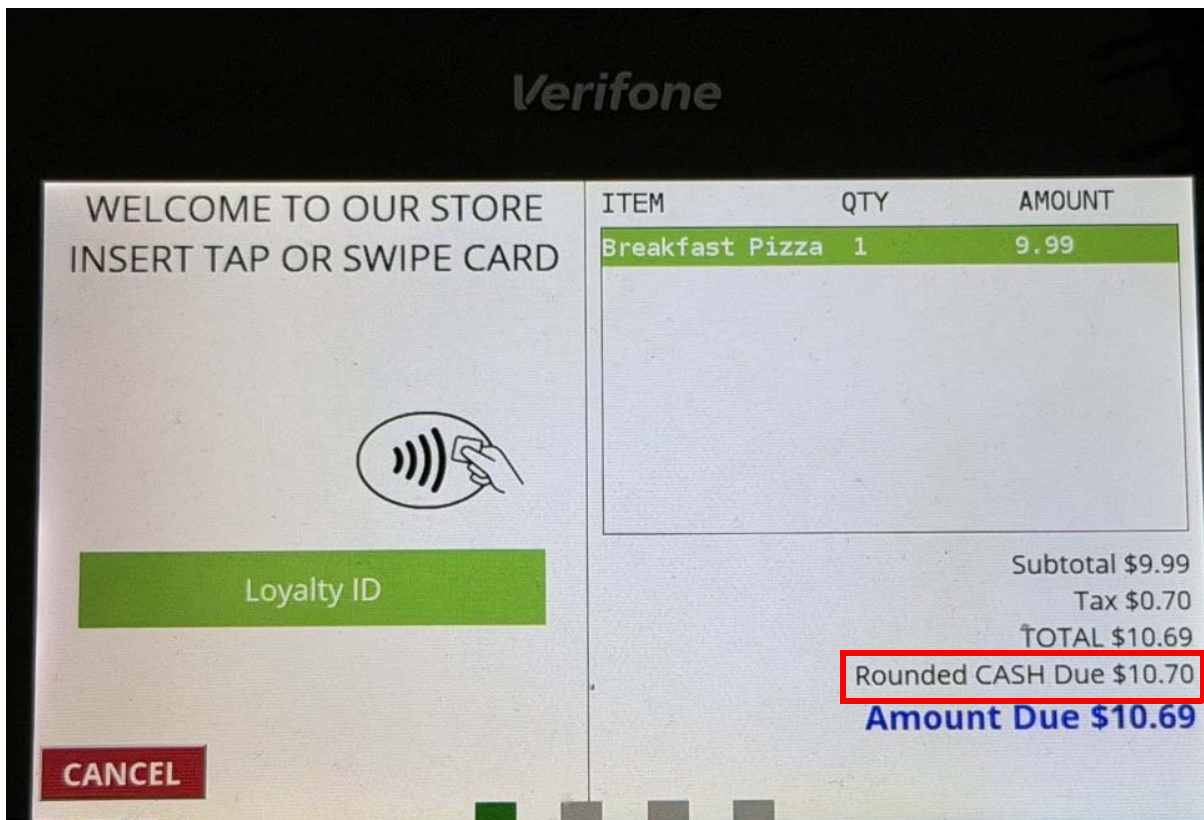 Verifone
WELCOME TO OUR STORE
INSERT TAP OR SWIPE CARD
Loyalty ID
CANCEL
ITEM QTY AMOUNT
Breakfast Pizza 1 9.99
Subtotal $9.99
Tax $0.70
TOTAL $10.69
Rounded CASH Due $10.70
Amount Due $10.69